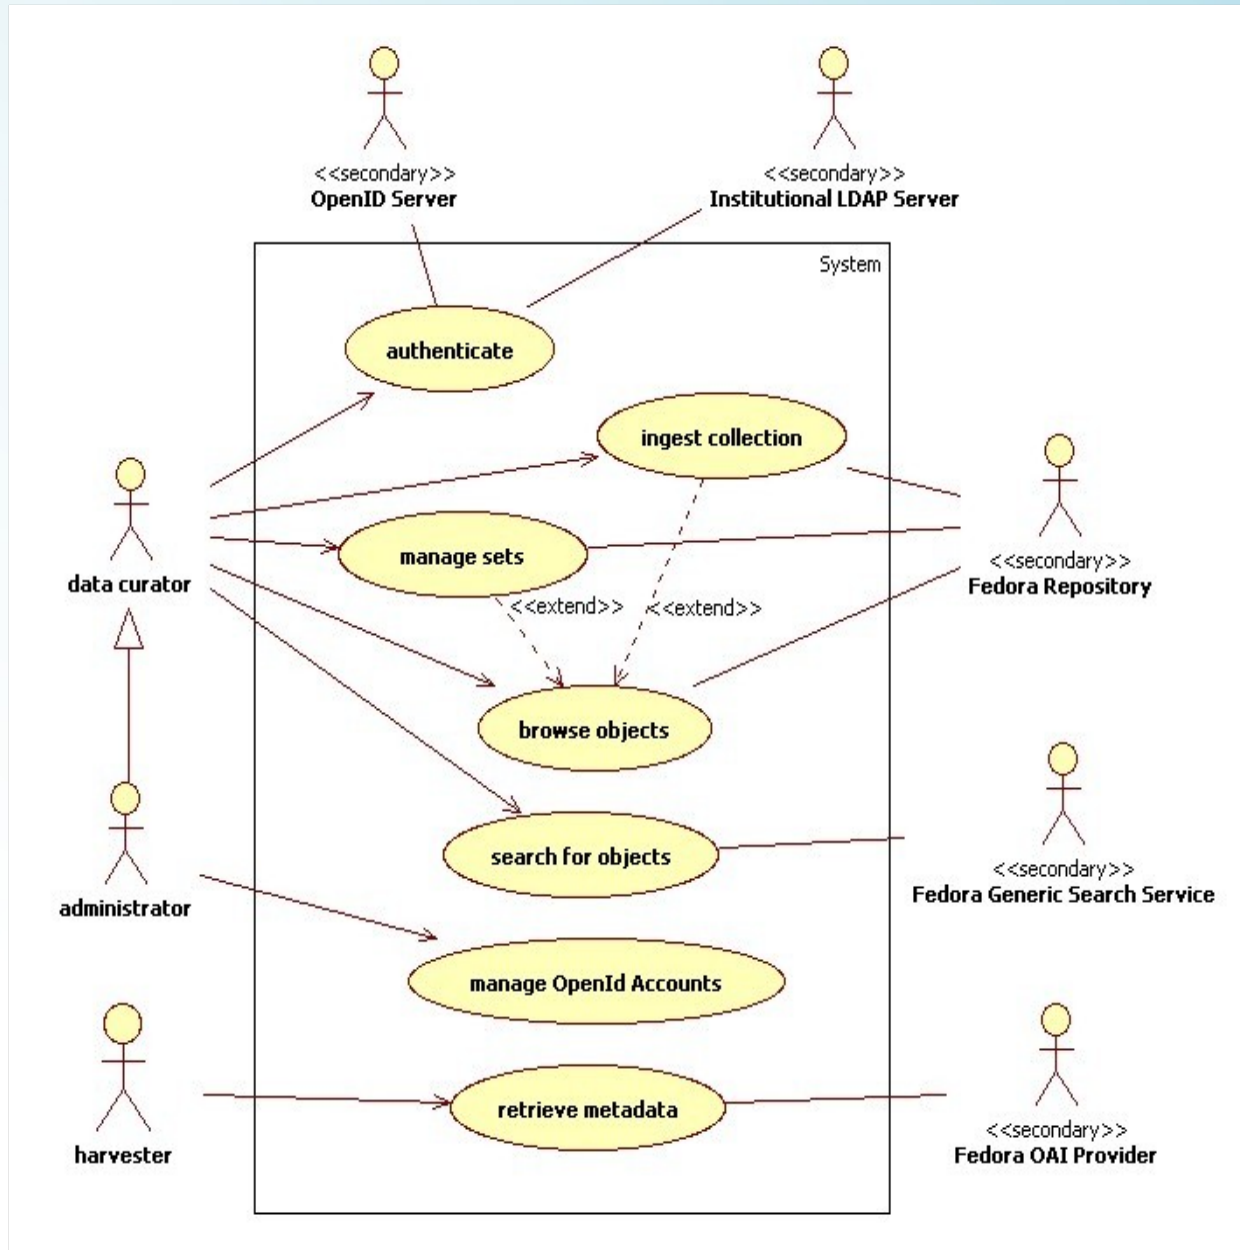 <<secondary>>
OpenID Server
<<secondary>>
Institutional LDAP Server
System
authenticate
ingest collection
manage sets
data curator
<<secondary>>
Fedora Repository
<<extend>>
<<extend>>
browse objects
search for objects
<<secondary>>
Fedora Generic Search Service
administrator
manage OpenId Accounts
retrieve metadata
harvester
<<secondary>>
Fedora OAI Provider